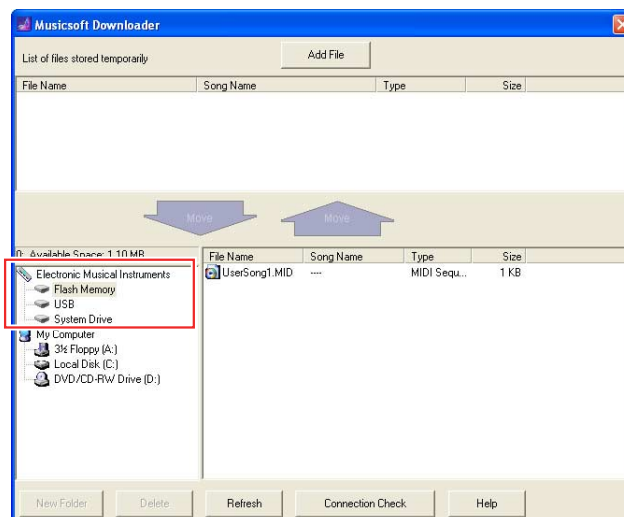 Musicsoft Downloader
List of files stored temporarily
Add File
File Name Song Name Type Size
Move Move
0: Available Space: 1.10 MB
Electronic Musical Instruments
Flash Memory
USB
System Drive
My Computer
3½ Floppy (A:)
Local Disk (C:)
DVD/CD-RW Drive (D:)
File Name Song Name Type Size
UserSong1.MID ---- MIDI Sequ... 1 KB
New Folder Delete Refresh Connection Check Help